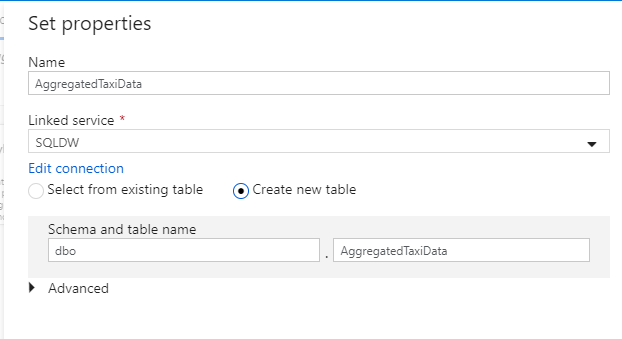 Set properties
Name
AggregatedTaxiData
Linked service *
SQLDW
Edit connection
Select from existing table Create new table
Schema and table name
dbo . AggregatedTaxiData
Advanced